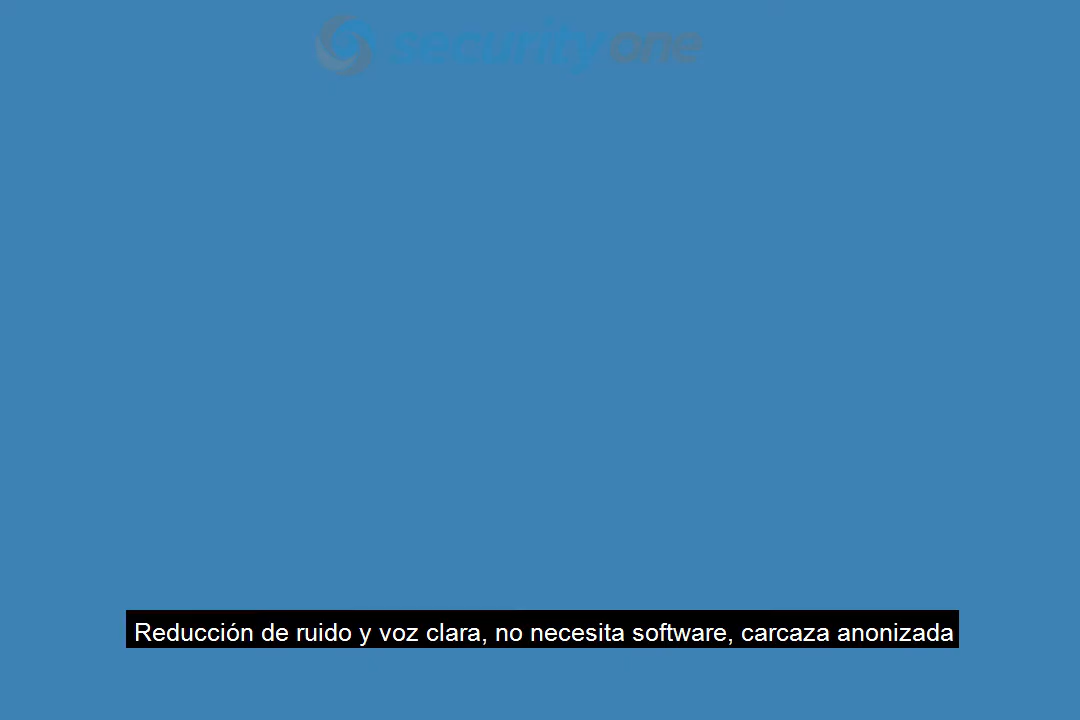 securityone
Reducción de ruido y voz clara, no necesita software, carcaza anonizada